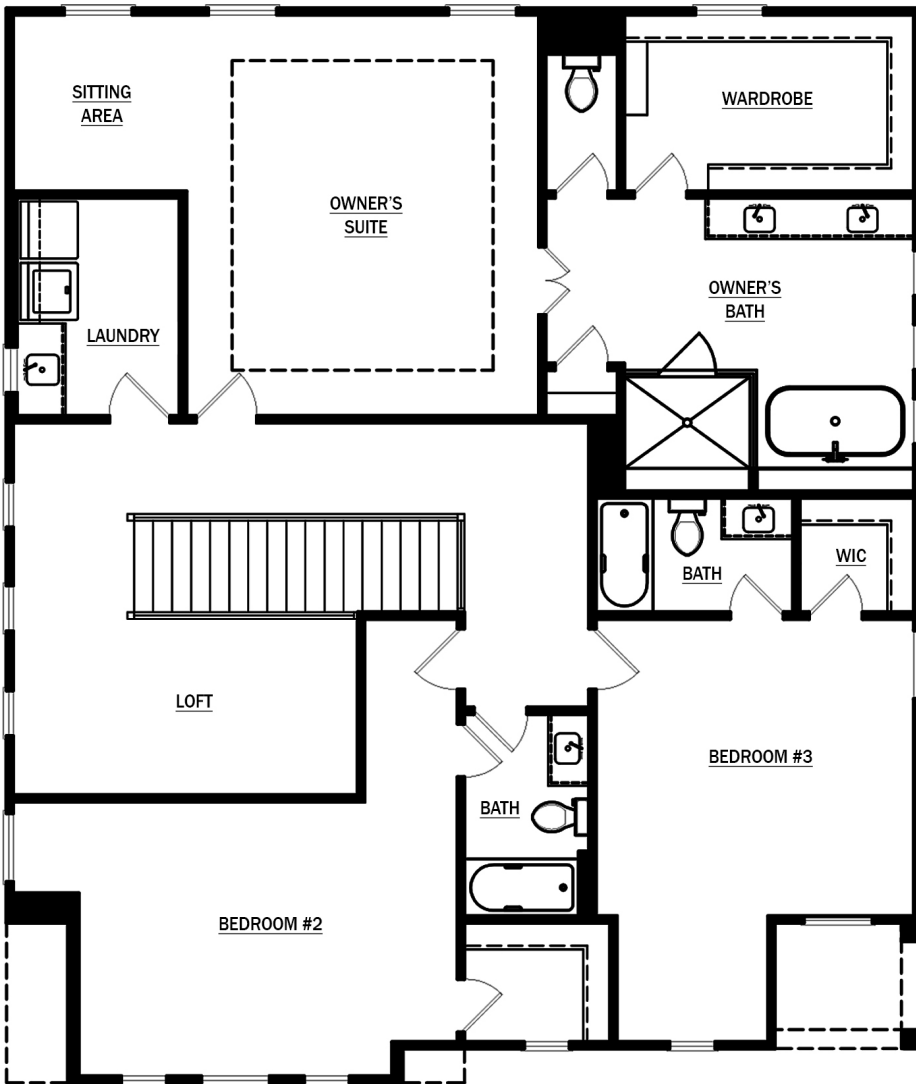 SITTING
AREA
WARDROBE
OWNER'S
SUITE
OWNER'S
BATH
LAUNDRY
BATH
WIC
LOFT
BEDROOM #3
BATH
BEDROOM #2